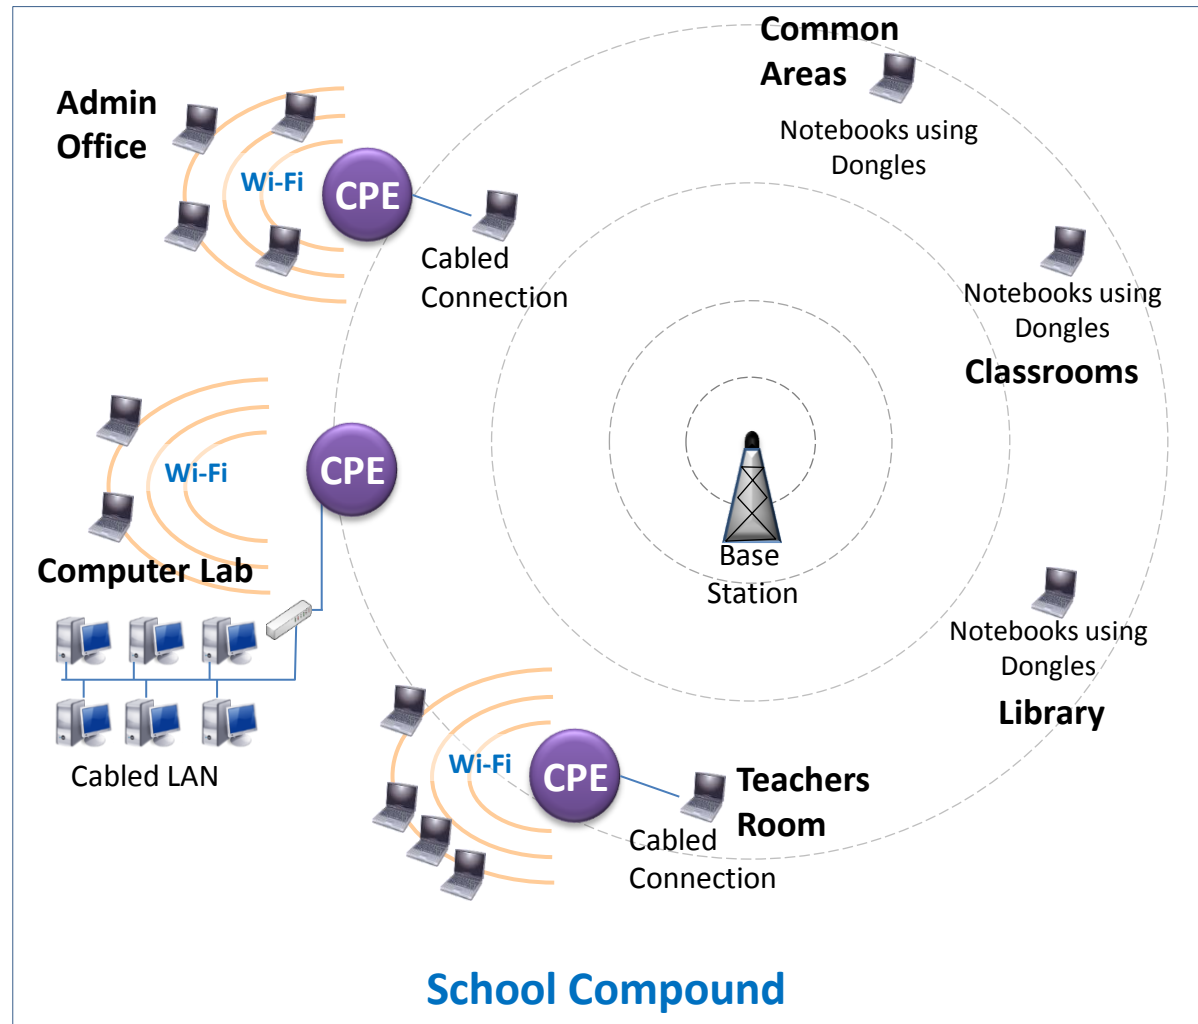 Common
Areas
Notebooks using
Dongles
Admin
Office
Wi-Fi
CPE
Cabled
Connection
Notebooks using
Dongles
Classrooms
Wi-Fi
CPE
Computer Lab
Cabled LAN
Base
Station
Notebooks using
Dongles
Library
Wi-Fi
CPE
Teachers
Room
Cabled
Connection
School Compound